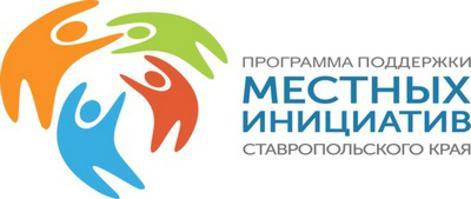 ПРОГРАММА ПОДДЕРЖКИ
МЕСТНЫХ
ИНИЦИАТИВ
СТАВРОПОЛЬСКОГО КРАЯ